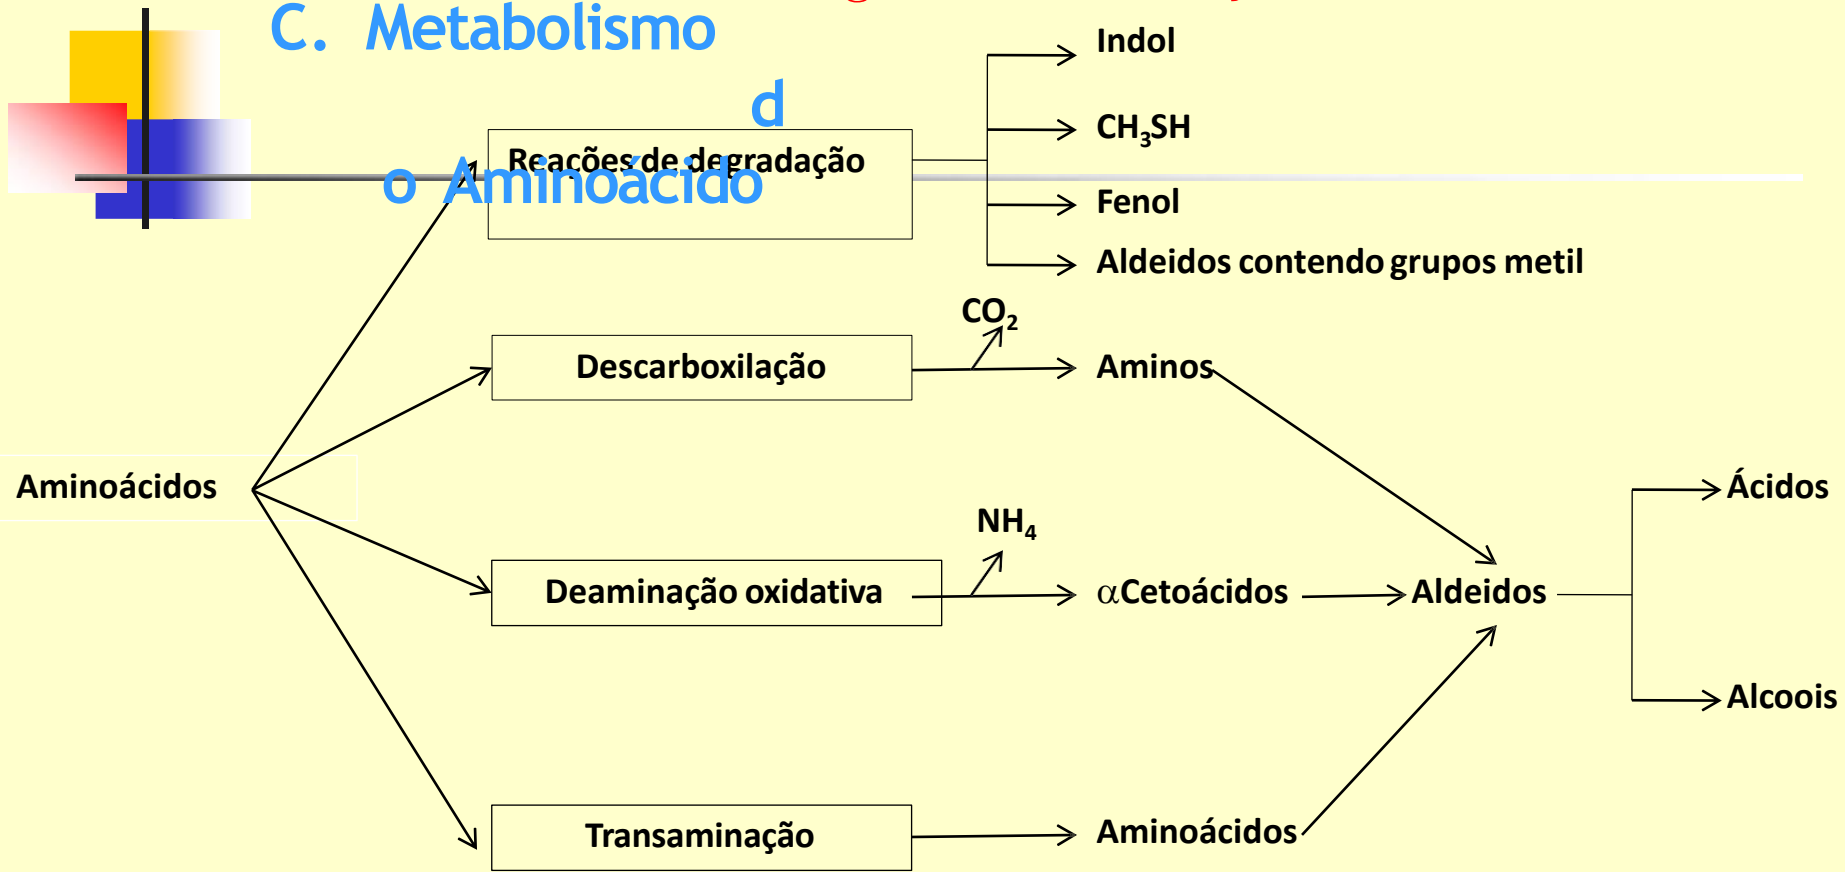 C. Metabolismo
d
o Aminoácido
Reações de degradação
Indol
CH₃SH
Fenol
Aldeidos contendo grupos metil
CO₂
Descarboxilação
Aminos
Aminoácidos
Ácidos
NH₄
Deaminação oxidativa
αCetoácidos
Aldeidos
Alcoois
Transaminação
Aminoácidos